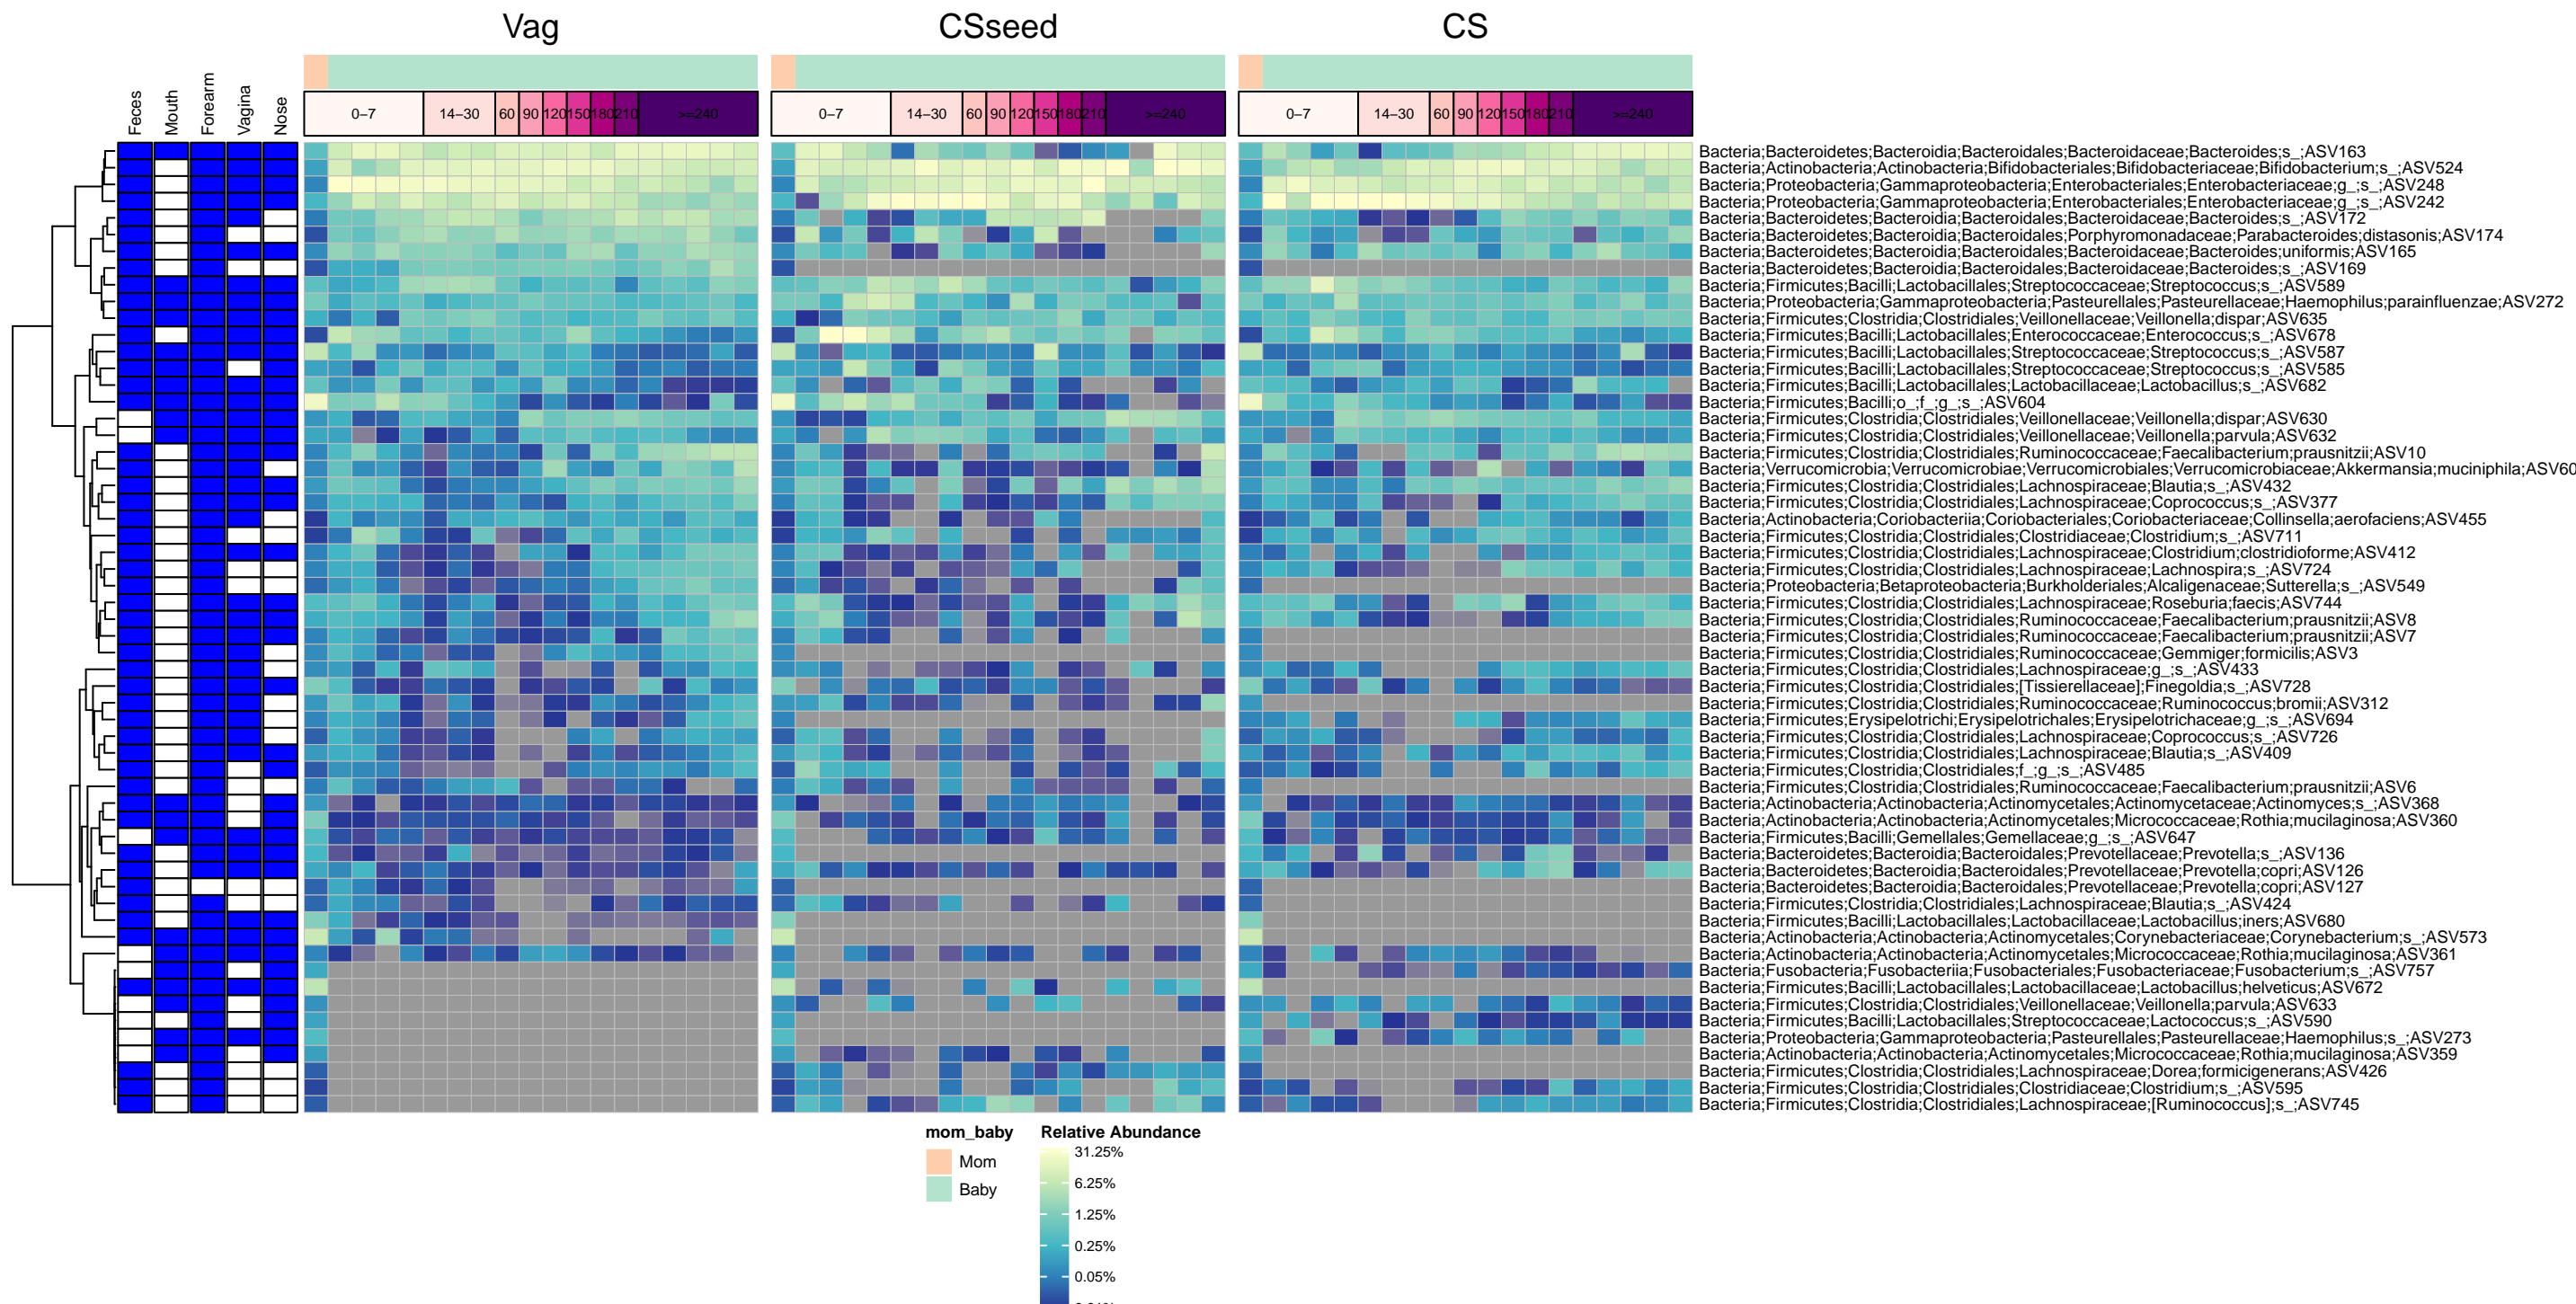 Vag CSseed CS
Feces Mouth Forearm Vagina Nose
0–7 14–30 60 90 120 150 180 210 >=240 0–7 14–30 60 90 120 150 180 210 >=240 0–7 14–30 60 90 120 150 180 210 >=240
Bacteria;Bacteroidetes;Bacteroidia;Bacteroidales;Bacteroidaceae;Bacteroides;s_;ASV163
Bacteria;Actinobacteria;Actinobacteria;Bifidobacteriales;Bifidobacteriaceae;Bifidobacterium;s_;ASV524
Bacteria;Proteobacteria;Gammaproteobacteria;Enterobacteriales;Enterobacteriaceae;g_;s_;ASV248
Bacteria;Proteobacteria;Gammaproteobacteria;Enterobacteriales;Enterobacteriaceae;g_;s_;ASV242
Bacteria;Bacteroidetes;Bacteroidia;Bacteroidales;Bacteroidaceae;Bacteroides;s_;ASV172
Bacteria;Bacteroidetes;Bacteroidia;Bacteroidales;Porphyromonadaceae;Parabacteroides;distasonis;ASV174
Bacteria;Bacteroidetes;Bacteroidia;Bacteroidales;Bacteroidaceae;Bacteroides;uniformis;ASV165
Bacteria;Bacteroidetes;Bacteroidia;Bacteroidales;Bacteroidaceae;Bacteroides;s_;ASV169
Bacteria;Firmicutes;Bacilli;Lactobacillales;Streptococcaceae;Streptococcus;s_;ASV589
Bacteria;Proteobacteria;Gammaproteobacteria;Pasteurellales;Pasteurellaceae;Haemophilus;parainfluenzae;ASV272
Bacteria;Firmicutes;Clostridia;Clostridiales;Veillonellaceae;Veillonella;dispar;ASV635
Bacteria;Firmicutes;Bacilli;Lactobacillales;Enterococcaceae;Enterococcus;s_;ASV678
Bacteria;Firmicutes;Bacilli;Lactobacillales;Streptococcaceae;Streptococcus;s_;ASV587
Bacteria;Firmicutes;Bacilli;Lactobacillales;Streptococcaceae;Streptococcus;s_;ASV585
Bacteria;Firmicutes;Bacilli;Lactobacillales;Lactobacillaceae;Lactobacillus;s_;ASV682
Bacteria;Firmicutes;Bacilli;o_;f_;g_;s_;ASV604
Bacteria;Firmicutes;Clostridia;Clostridiales;Veillonellaceae;Veillonella;dispar;ASV630
Bacteria;Firmicutes;Clostridia;Clostridiales;Veillonellaceae;Veillonella;parvula;ASV632
Bacteria;Firmicutes;Clostridia;Clostridiales;Ruminococcaceae;Faecalibacterium;prausnitzii;ASV10
Bacteria;Verrucomicrobia;Verrucomicrobiae;Verrucomicrobiales;Verrucomicrobiaceae;Akkermansia;muciniphila;ASV60
Bacteria;Firmicutes;Clostridia;Clostridiales;Lachnospiraceae;Blautia;s_;ASV432
Bacteria;Firmicutes;Clostridia;Clostridiales;Lachnospiraceae;Coprococcus;s_;ASV377
Bacteria;Actinobacteria;Coriobacteriia;Coriobacteriales;Coriobacteriaceae;Collinsella;aerofaciens;ASV455
Bacteria;Firmicutes;Clostridia;Clostridiales;Clostridiaceae;Clostridium;s_;ASV711
Bacteria;Firmicutes;Clostridia;Clostridiales;Lachnospiraceae;Clostridium;clostridioforme;ASV412
Bacteria;Firmicutes;Clostridia;Clostridiales;Lachnospiraceae;Lachnospira;s_;ASV724
Bacteria;Proteobacteria;Betaproteobacteria;Burkholderiales;Alcaligenaceae;Sutterella;s_;ASV549
Bacteria;Firmicutes;Clostridia;Clostridiales;Lachnospiraceae;Roseburia;faecis;ASV744
Bacteria;Firmicutes;Clostridia;Clostridiales;Ruminococcaceae;Faecalibacterium;prausnitzii;ASV8
Bacteria;Firmicutes;Clostridia;Clostridiales;Ruminococcaceae;Faecalibacterium;prausnitzii;ASV7
Bacteria;Firmicutes;Clostridia;Clostridiales;Ruminococcaceae;Gemmiger;formicilis;ASV3
Bacteria;Firmicutes;Clostridia;Clostridiales;Lachnospiraceae;g_;s_;ASV433
Bacteria;Firmicutes;Clostridia;Clostridiales;[Tissierellaceae];Finegoldia;s_;ASV728
Bacteria;Firmicutes;Clostridia;Clostridiales;Ruminococcaceae;Ruminococcus;bromii;ASV312
Bacteria;Firmicutes;Erysipelotrichi;Erysipelotrichales;Erysipelotrichaceae;g_;s_;ASV694
Bacteria;Firmicutes;Clostridia;Clostridiales;Lachnospiraceae;Coprococcus;s_;ASV726
Bacteria;Firmicutes;Clostridia;Clostridiales;Lachnospiraceae;Blautia;s_;ASV409
Bacteria;Firmicutes;Clostridia;Clostridiales;f_;g_;s_;ASV485
Bacteria;Firmicutes;Clostridia;Clostridiales;Ruminococcaceae;Faecalibacterium;prausnitzii;ASV6
Bacteria;Actinobacteria;Actinobacteria;Actinomycetales;Actinomycetaceae;Actinomyces;s_;ASV368
Bacteria;Actinobacteria;Actinobacteria;Actinomycetales;Micrococcaceae;Rothia;mucilaginosa;ASV360
Bacteria;Firmicutes;Bacilli;Gemellales;Gemellaceae;g_;s_;ASV647
Bacteria;Bacteroidetes;Bacteroidia;Bacteroidales;Prevotellaceae;Prevotella;s_;ASV136
Bacteria;Bacteroidetes;Bacteroidia;Bacteroidales;Prevotellaceae;Prevotella;copri;ASV126
Bacteria;Bacteroidetes;Bacteroidia;Bacteroidales;Prevotellaceae;Prevotella;copri;ASV127
Bacteria;Firmicutes;Clostridia;Clostridiales;Lachnospiraceae;Blautia;s_;ASV424
Bacteria;Firmicutes;Bacilli;Lactobacillales;Lactobacillaceae;Lactobacillus;iners;ASV680
Bacteria;Actinobacteria;Actinobacteria;Actinomycetales;Corynebacteriaceae;Corynebacterium;s_;ASV573
Bacteria;Actinobacteria;Actinobacteria;Actinomycetales;Micrococcaceae;Rothia;mucilaginosa;ASV361
Bacteria;Fusobacteria;Fusobacteriia;Fusobacteriales;Fusobacteriaceae;Fusobacterium;s_;ASV757
Bacteria;Firmicutes;Bacilli;Lactobacillales;Lactobacillaceae;Lactobacillus;helveticus;ASV672
Bacteria;Firmicutes;Clostridia;Clostridiales;Veillonellaceae;Veillonella;parvula;ASV633
Bacteria;Firmicutes;Bacilli;Lactobacillales;Streptococcaceae;Lactococcus;s_;ASV590
Bacteria;Proteobacteria;Gammaproteobacteria;Pasteurellales;Pasteurellaceae;Haemophilus;s_;ASV273
Bacteria;Actinobacteria;Actinobacteria;Actinomycetales;Micrococcaceae;Rothia;mucilaginosa;ASV359
Bacteria;Firmicutes;Clostridia;Clostridiales;Lachnospiraceae;Dorea;formicigenerans;ASV426
Bacteria;Firmicutes;Clostridia;Clostridiales;Clostridiaceae;Clostridium;s_;ASV595
Bacteria;Firmicutes;Clostridia;Clostridiales;Lachnospiraceae;[Ruminococcus];s_;ASV745
mom_baby Relative Abundance
Mom
Baby
31.25%
6.25%
1.25%
0.25%
0.05%